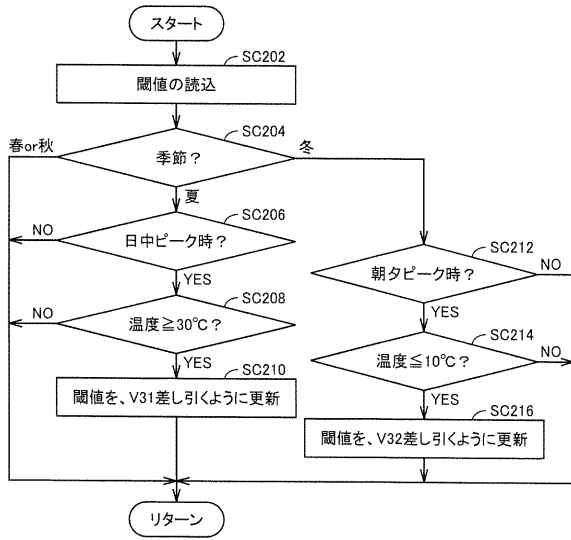 スタート
SC202
閾値の読込
SC204
春or秋
季節？
冬
夏
SC206
NO
日中ピーク時？
YES
SC212
朝夕ピーク時？
NO
SC208
NO
温度≧30℃？
YES
YES
SC214
温度≦10℃？
NO
SC210
閾値を、V31差し引くように更新
YES
SC216
閾値を、V32差し引くように更新
リターン